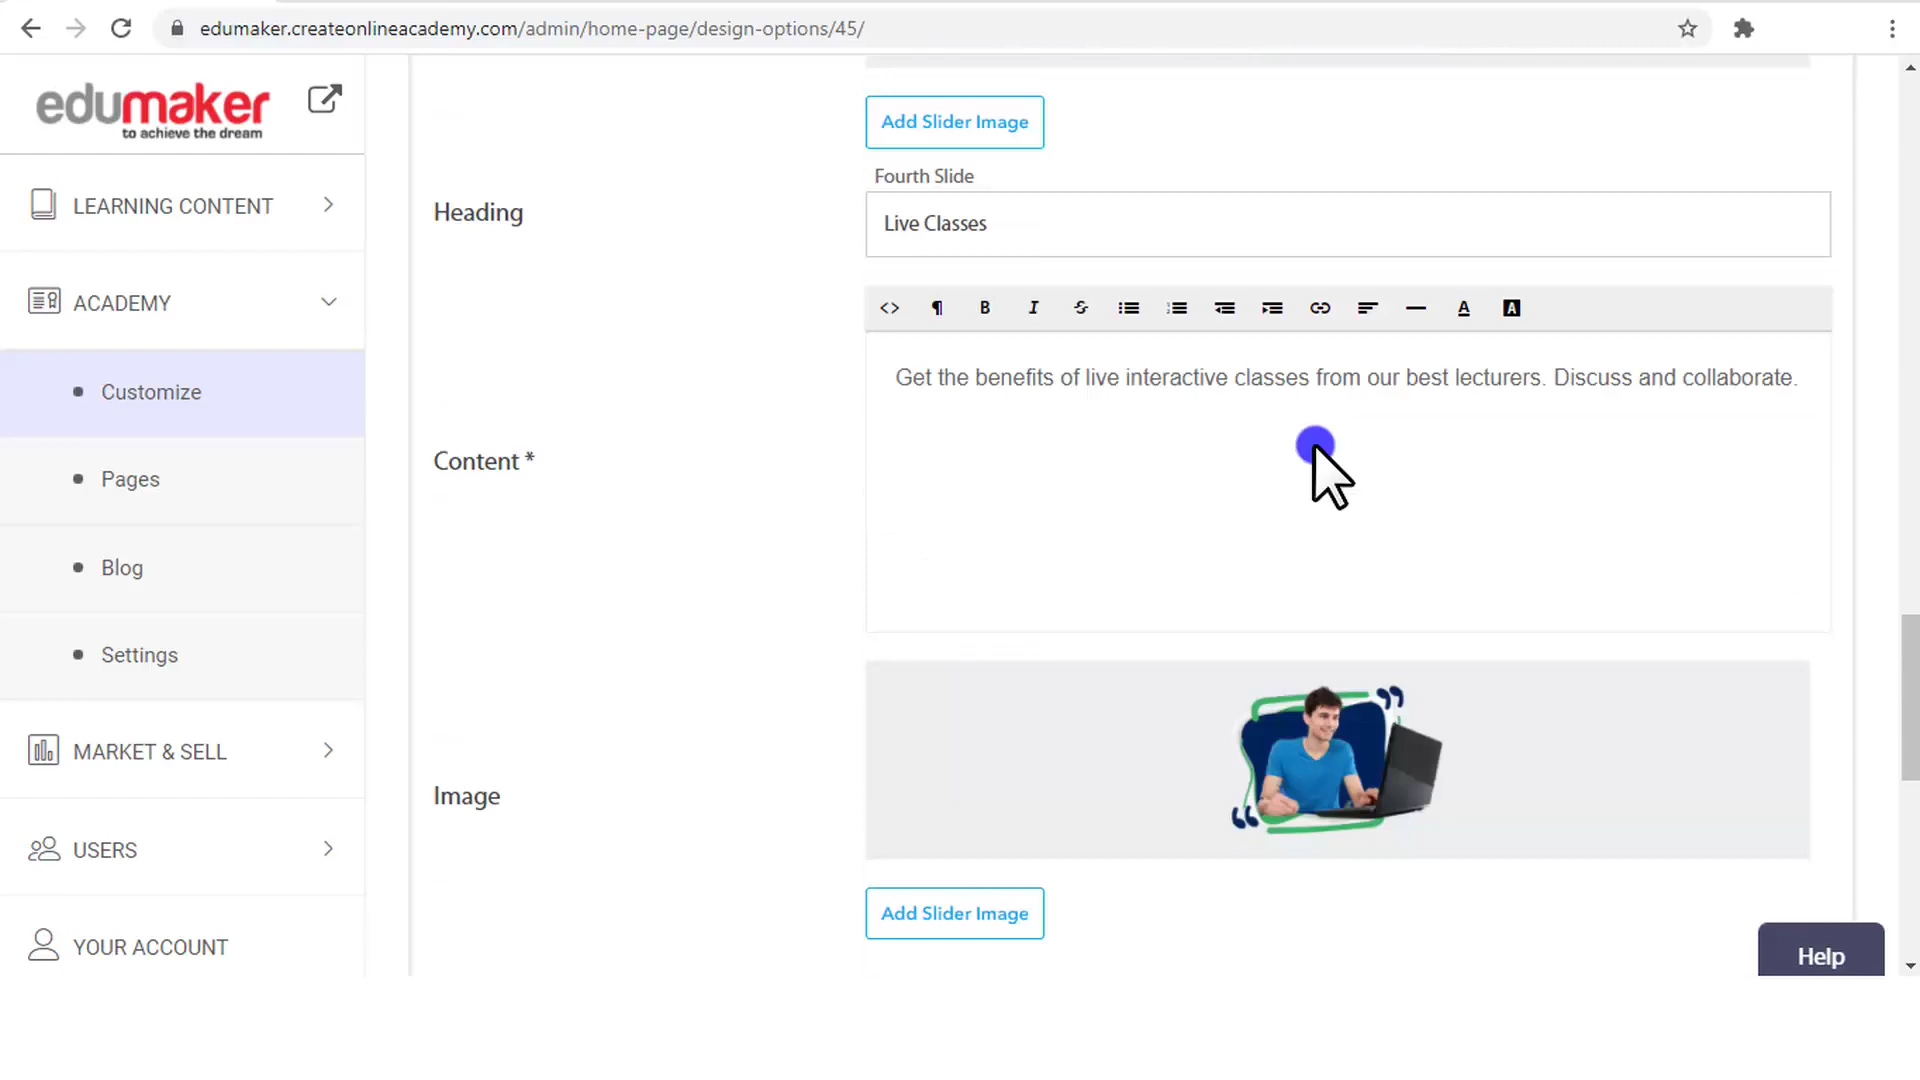 edumaker.createonlineacademy.com/admin/home-page/design-options/45/
edumaker
to achieve the dream
LEARNING CONTENT
ACADEMY
Customize
Pages
Blog
Settings
MARKET & SELL
USERS
YOUR ACCOUNT
Add Slider Image
Fourth Slide
Heading
Live Classes
Content *
Get the benefits of live interactive classes from our best lecturers. Discuss and collaborate.
Image
Add Slider Image
Help